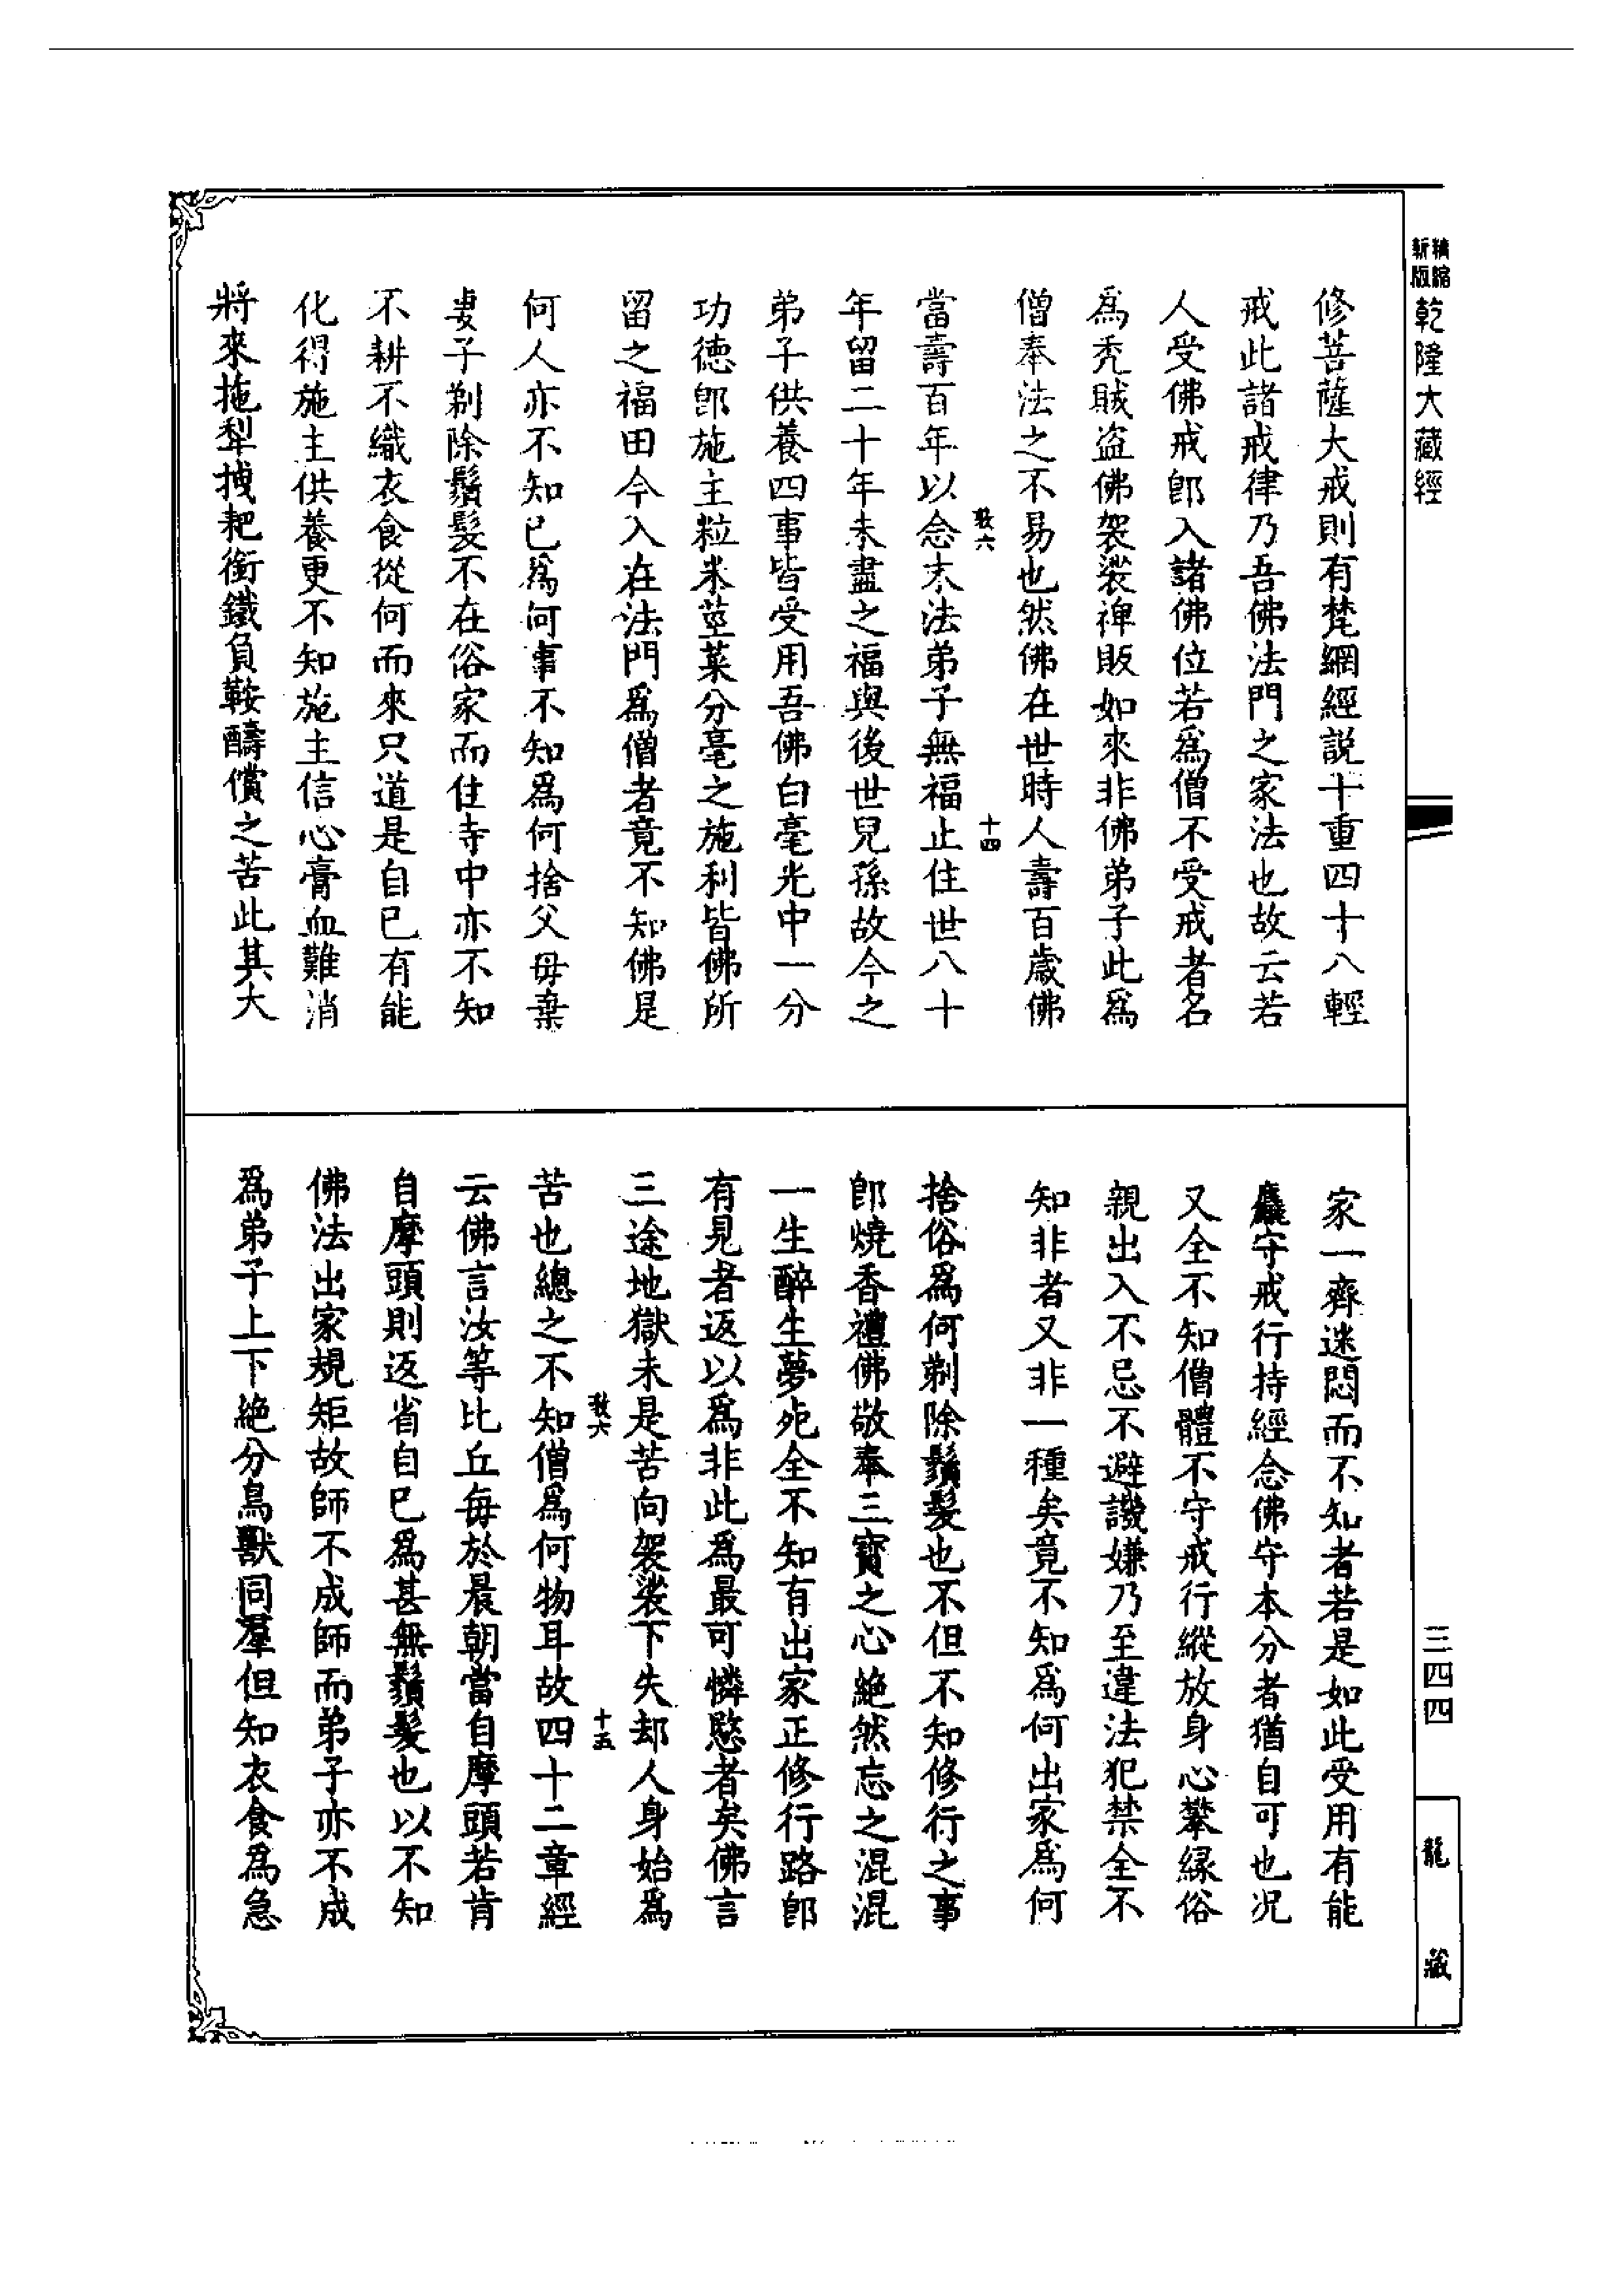 新版精縮
乾隆大藏經
修菩薩大戒則有梵網經説十重四十八輕
戒此諸戒律乃吾佛法門之家法也故云若
人受佛戒即入諸佛位若爲僧不受戒者名
爲禿賊盜佛袈裟裨販如來非佛弟子此爲
僧奉法之不易也然佛在世時人壽百歲佛
敎六
十四
當壽百年以念末法弟子無福止住世八十
年留二十年未盡之福與後世兒孫故今之
弟子供養四事皆受用吾佛白毫光中一分
功德即施主粒米莖菜分毫之施利皆佛所
留之福田今入在法門爲僧者竟不知佛是
何人亦不知已爲何事不知爲何捨父母棄
妻子剃除鬚髮不在俗家而住寺中亦不知
不耕不織衣食從何而來只道是自已有能
化得施主供養更不知施主信心膏血難消
將來拖犁拽耙銜鐵負鞍醻償之苦此其大
家一齊迷悶而不知者若是如此受用有能
麤守戒行持經念佛守本分者猶自可也况
又全不知僧體不守戒行縱放身心攀緣俗
親出入不忌不避譏嫌乃至違法犯禁全不
知非者又非一種矣竟不知爲何出家爲何
捨俗爲何剃除鬚髮也不但不知修行之事
即燒香禮佛敬奉三寶之心絕然忘之混混
一生醉生夢死全不知有出家正修行路即
有見者返以爲非此爲最可憐愍者矣佛言
三途地獄未是苦向袈裟下失却人身始爲
敎六
十五
苦也總之不知僧爲何物耳故四十二章經
云佛言汝等比丘每於晨朝當自摩頭若肯
自摩頭則返省自已爲甚無鬚髮也以不知
佛法出家規矩故師不成師而弟子亦不成
爲弟子上下絕分鳥獸同羣但知衣食爲急
三四四
龍藏